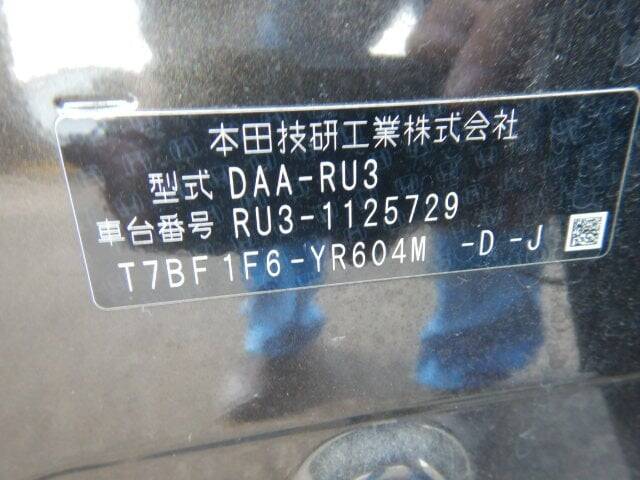 本田技研工業株式会社
型式 DAA-RU3
車台番号 RU3-1125729
T7BF1F6-YR604M -D-J